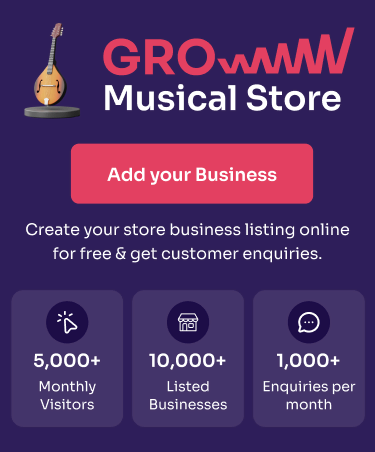 GROwwW
Musical Store
Add your Business
Create your store business listing online
for free & get customer enquiries.
5,000+
Monthly
Visitors
10,000+
Listed
Businesses
1,000+
Enquiries per
month